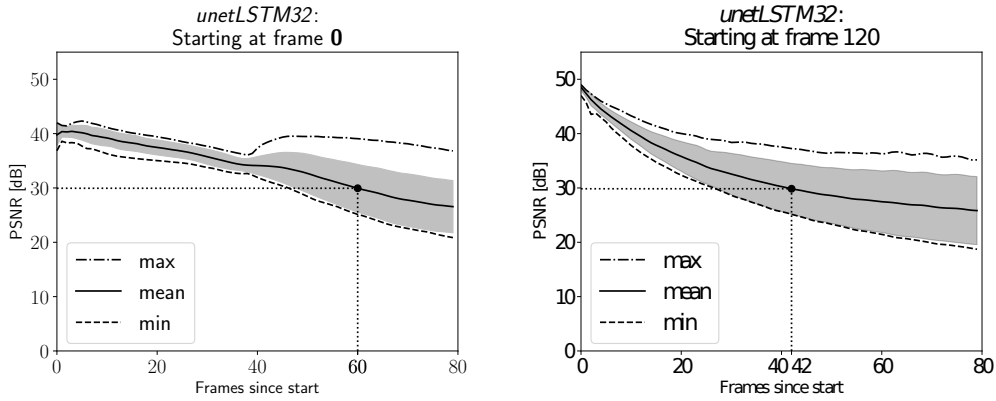 unetLSTM32:
Starting at frame 0
PSNR [dB]
50
40
30
20
10
0
max
mean
min
0 20 40 60 80
Frames since start
unetLSTM32:
Starting at frame 120
PSNR [dB]
50
40
30
20
10
0
max
mean
min
0 20 40 42 60 80
Frames since start